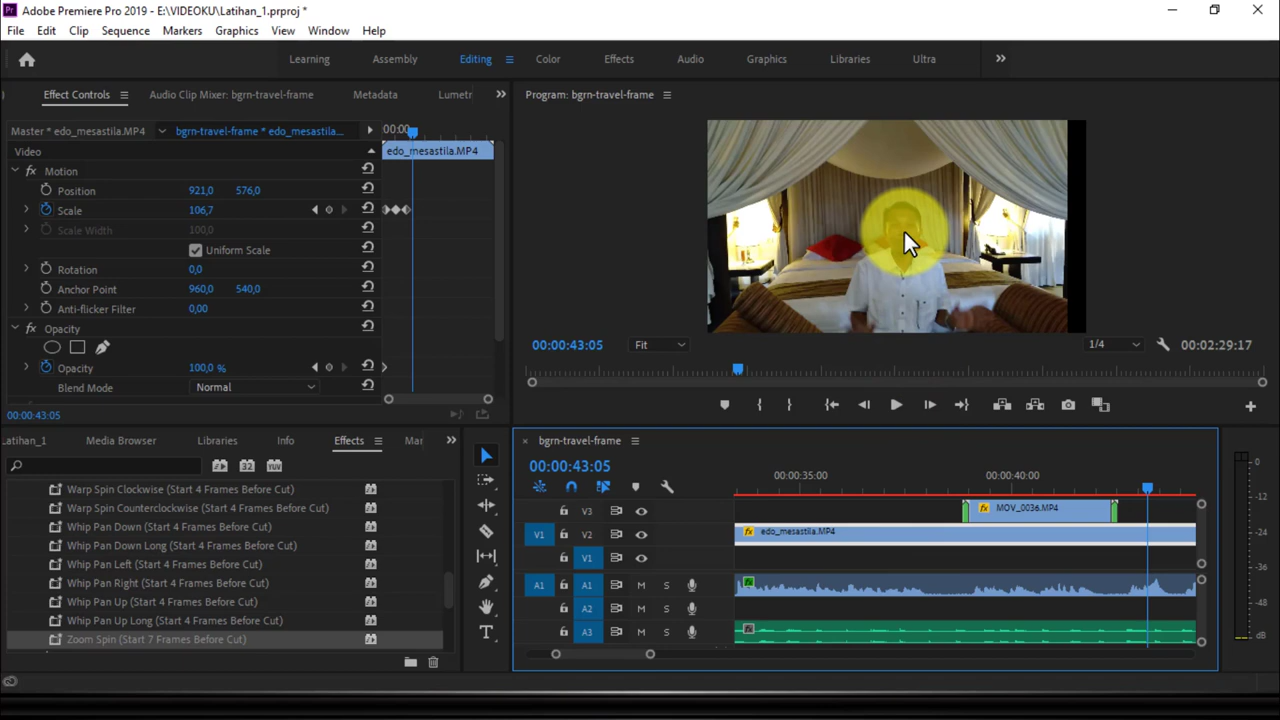 Adobe Premiere Pro 2019 - E:\VIDEOKU\Latihan_1.prproj *
File Edit Clip Sequence Markers Graphics View Window Help
Learning Assembly Editing Color Effects Audio Graphics Libraries Ultra
Effect Controls Audio Clip Mixer: bgrn-travel-frame Metadata Lumetr
Program: bgrn-travel-frame
Master * edo_mesastila.MP4 bgrn-travel-frame * edo_mesastila... 00:00
Video edo_mesastila.MP4
fx Motion
Position 921,0 576,0
Scale 106,7
Scale Width 100,0
Uniform Scale
Rotation 0,0
Anchor Point 960,0 540,0
Anti-flicker Filter 0,00
fx Opacity
Opacity 100,0 %
Blend Mode Normal
00:00:43:05
00:00:43:05 Fit 1/4 00:02:29:17
Latihan_1 Media Browser Libraries Info Effects Mar
32 YUV
Warp Spin Clockwise (Start 4 Frames Before Cut)
Warp Spin Counterclockwise (Start 4 Frames Before Cut)
Whip Pan Down (Start 4 Frames Before Cut)
Whip Pan Down Long (Start 4 Frames Before Cut)
Whip Pan Left (Start 4 Frames Before Cut)
Whip Pan Right (Start 4 Frames Before Cut)
Whip Pan Up (Start 4 Frames Before Cut)
Whip Pan Up Long (Start 4 Frames Before Cut)
Zoom Spin (Start 7 Frames Before Cut)
× bgrn-travel-frame
00:00:43:05 00:00:35:00 00:00:40:00
V3 fx MOV_0036.MP4
V1 V2 fx edo_mesastila.MP4
V1
A1 A1 M S
A2 M S
A3 M S
0
-12
-24
-36
-48
dB